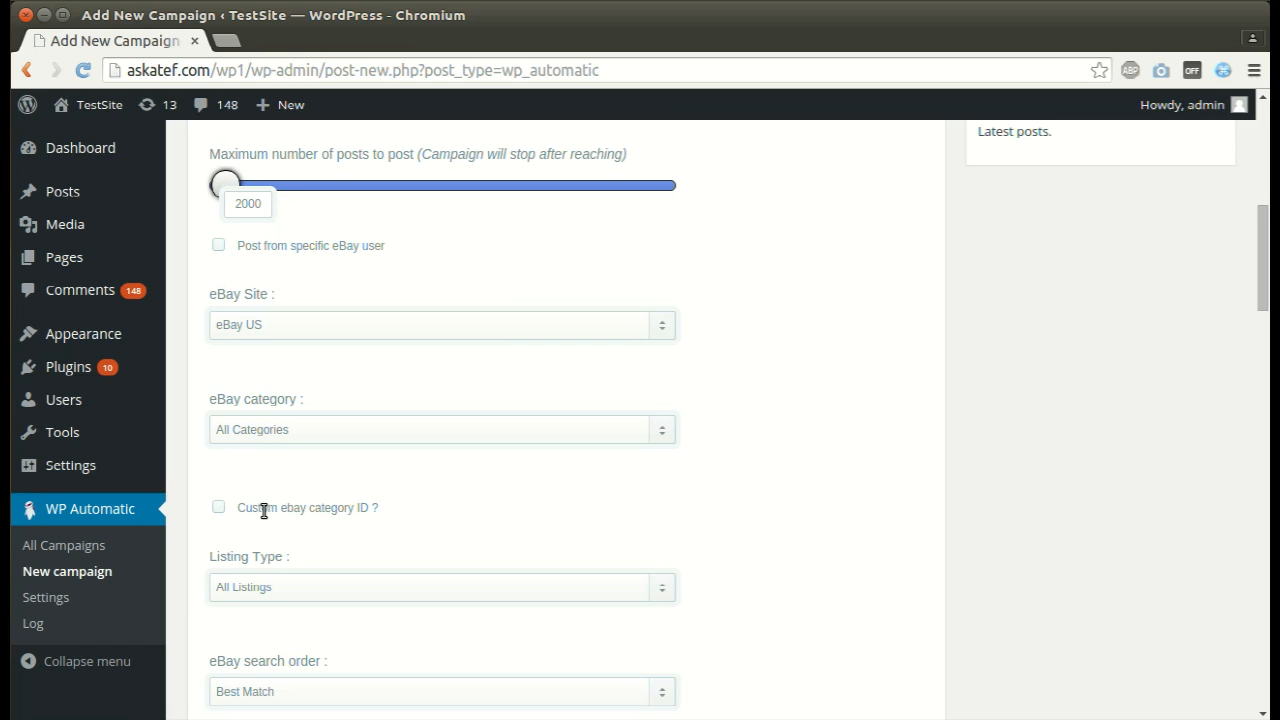 Add New Campaign ‹ TestSite — WordPress - Chromium
Add New Campaign ×
askatef.com/wp1/wp-admin/post-new.php?post_type=wp_automatic
ABP
OFF
TestSite 13 148 + New
Howdy, admin
Dashboard
Posts
Media
Pages
Comments 148
Appearance
Plugins 10
Users
Tools
Settings
WP Automatic
All Campaigns
New campaign
Settings
Log
Collapse menu
Maximum number of posts to post (Campaign will stop after reaching)
2000
Post from specific eBay user
eBay Site :
eBay US
eBay category :
All Categories
Custom ebay category ID ?
Listing Type :
All Listings
eBay search order :
Best Match
Latest posts.